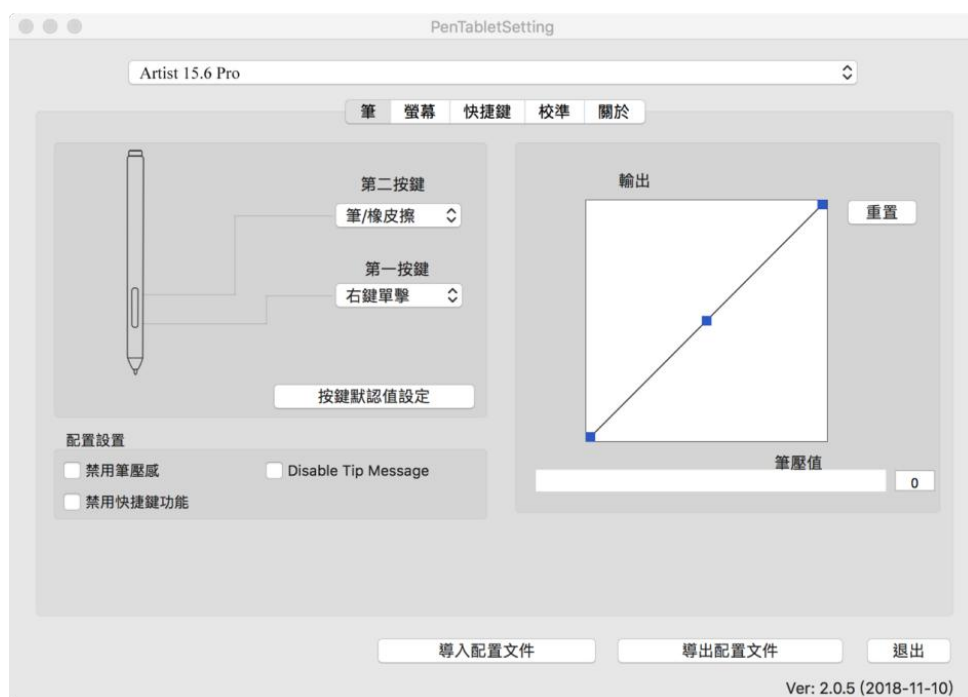 PenTabletSetting
Artist 15.6 Pro
筆 螢幕 快捷鍵 校準 關於
第二按鍵
筆/橡皮擦
第一按鍵
右鍵單擊
按鍵默認值設定
配置設置
禁用筆壓感 Disable Tip Message
禁用快捷鍵功能
輸出
重置
筆壓值
0
導入配置文件 導出配置文件 退出
Ver: 2.0.5 (2018-11-10)